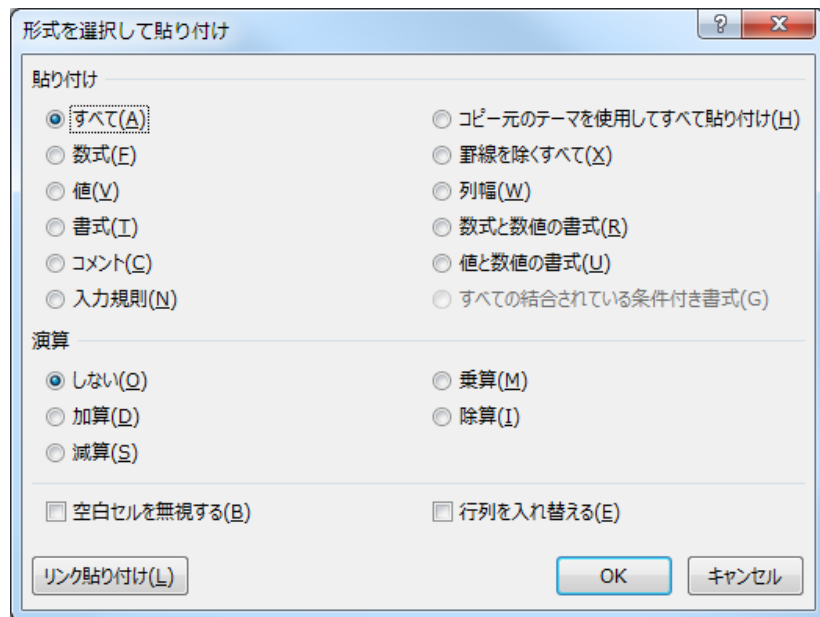 形式を選択して貼り付け
貼り付け
すべて(A)
数式(F)
値(V)
書式(T)
コメント(C)
入力規則(N)
コピー元のテーマを使用してすべて貼り付け(H)
罫線を除くすべて(X)
列幅(W)
数式と数値の書式(R)
値と数値の書式(U)
すべての結合されている条件付き書式(G)
演算
しない(O)
加算(D)
減算(S)
乗算(M)
除算(I)
空白セルを無視する(B)
行列を入れ替える(E)
リンク貼り付け(L)
OK
キャンセル